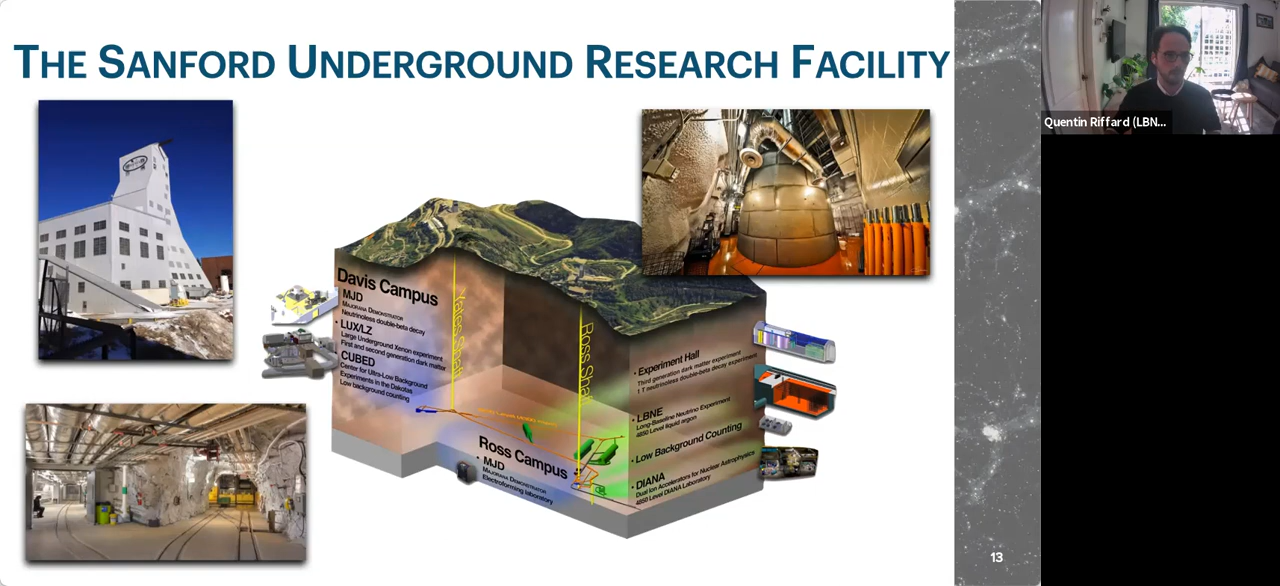 THE SANFORD UNDERGROUND RESEARCH FACILITY
Quentin Riffard (LBN...
Davis Campus
MJD
MAJORANA DEMONSTRATOR
Neutrinoless double-beta decay
• LUX/LZ
Large Underground Xenon experiment
First and second generation dark matter
CUBED
Center for Ultra-Low Background
Experiments in the Dakotas
Low background counting
Yates Shaft
Ross Shaft
Ross Campus
• MJD
MAJORANA DEMONSTRATOR
Electroforming laboratory
• Experiment Hall
Third generation dark matter experiment
1 T neutrinoless double-beta decay experiment
• LBNE
Long-Baseline Neutrino Experiment
4850 Level liquid argon
• Low Background Counting
• DIANA
Dual Ion Accelerators for Nuclear Astrophysics
4850 Level DIANA Laboratory
13